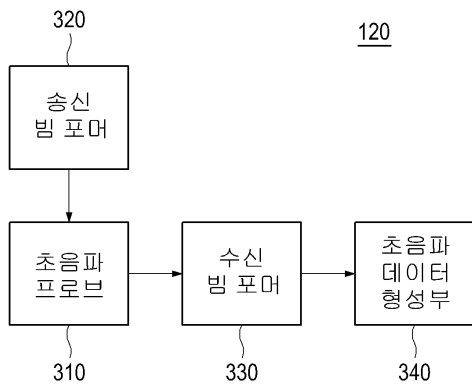 320
120
송신
빔 포머
초음파
프로브
수신
빔 포머
초음파
데이터
형성부
310
330
340